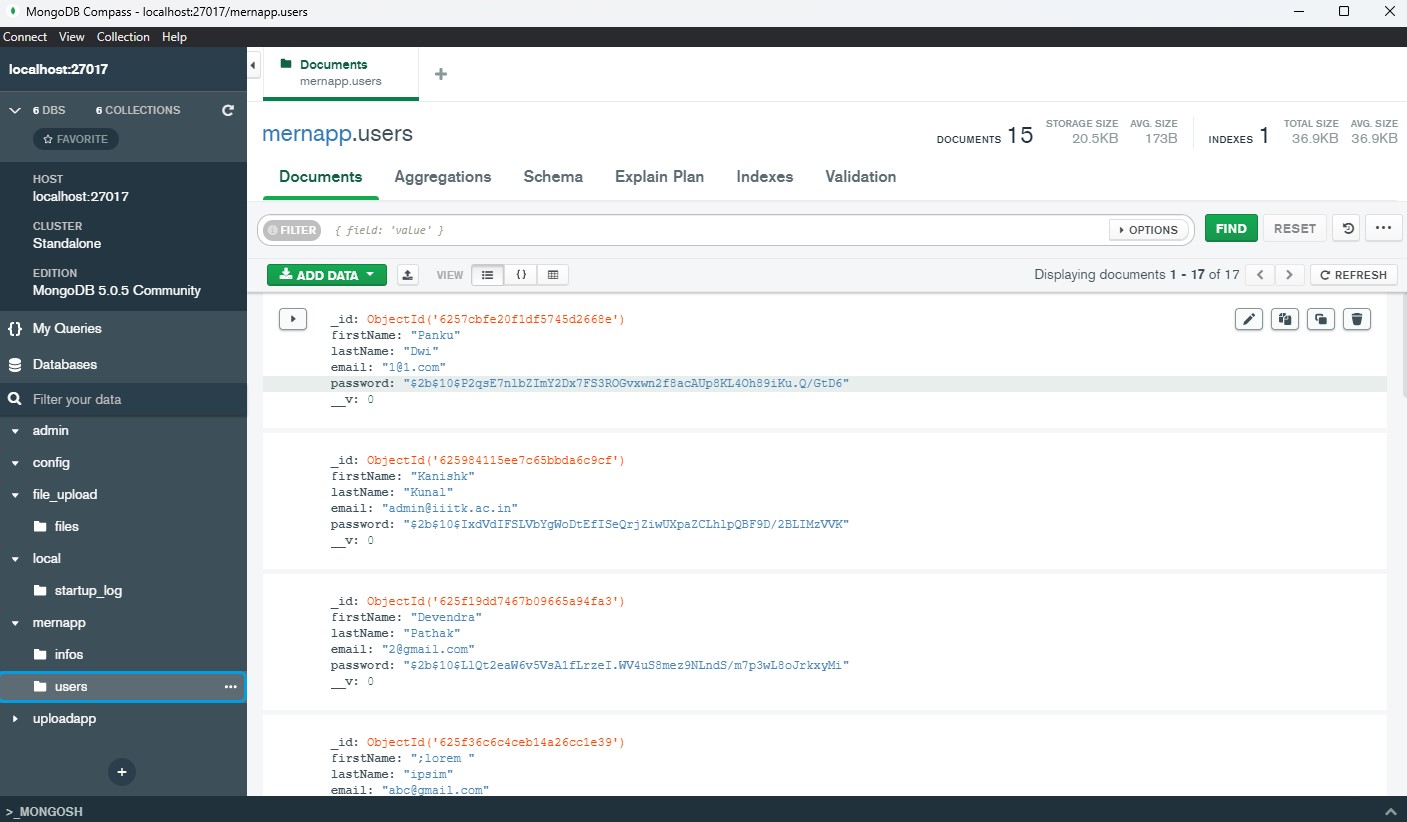 MongoDB Compass - localhost:27017/mernapp.users
Connect View Collection Help
localhost:27017
6 DBS 6 COLLECTIONS
FAVORITE
HOST
localhost:27017
CLUSTER
Standalone
EDITION
MongoDB 5.0.5 Community
{} My Queries
Databases
Filter your data
admin
config
file_upload
files
local
startup_log
mernapp
infos
users
uploadapp
>_MONGOSH
Documents
mernapp.users
mernapp.users
DOCUMENTS 15
STORAGE SIZE
20.5KB
AVG. SIZE
173B
INDEXES 1
TOTAL SIZE
36.9KB
AVG. SIZE
36.9KB
Documents Aggregations Schema Explain Plan Indexes Validation
FILTER { field: 'value' } OPTIONS FIND RESET
ADD DATA VIEW {} Displaying documents 1 - 17 of 17 REFRESH
_id: ObjectId('6257cbfe20f1df5745d2668e')
firstName: "Panku"
lastName: "Dwi"
email: "1@1.com"
password: "$2b$10$P2qsE7nlbZImY2Dx7FS3ROGvxwn2f8acAUp8KL4Oh89iKu.Q/GtD6"
__v: 0
_id: ObjectId('625984115ee7c65bbda6c9cf')
firstName: "Kanishk"
lastName: "Kunal"
email: "admin@iiitk.ac.in"
password: "$2b$10$IxdVdIFSLVbYgWoDtEfISeQrjZiwUXpaZCLhlpQBF9D/2BLIMzVVK"
__v: 0
_id: ObjectId('625f19dd7467b09665a94fa3')
firstName: "Devendra"
lastName: "Pathak"
email: "2@gmail.com"
password: "$2b$10$LlQt2eaW6v5VsA1fLrzeI.WV4uS8mez9NLndS/m7p3wL8oJrkxyMi"
__v: 0
_id: ObjectId('625f36c6c4ceb14a26cc1e39')
firstName: ";lorem "
lastName: "ipsim"
email: "abc@gmail.com"